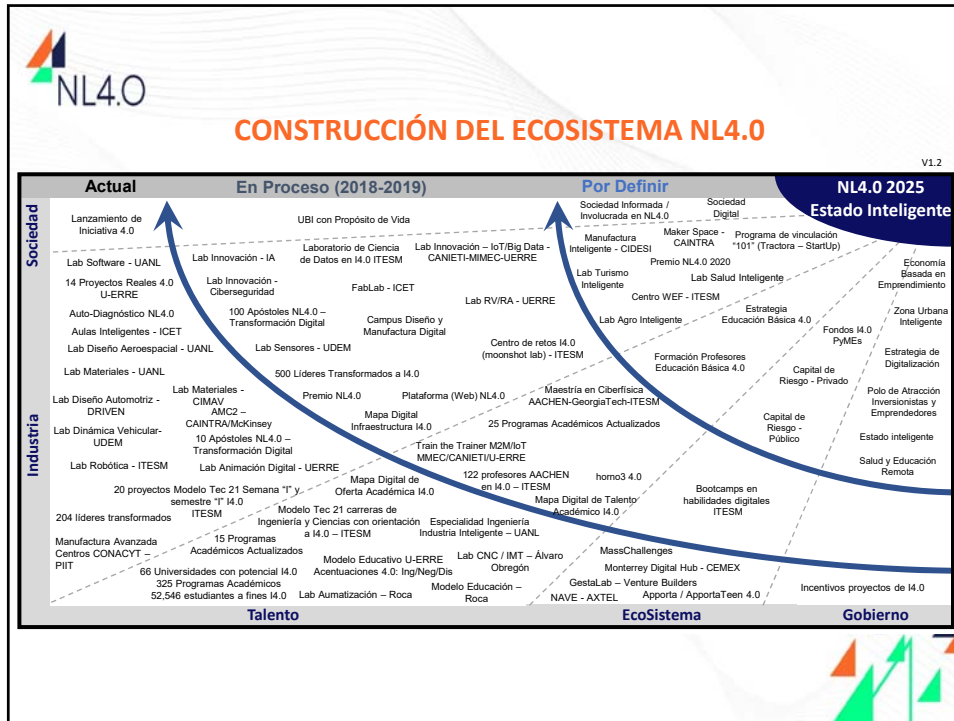 NL4.0
CONSTRUCCIÓN DEL ECOSISTEMA NL4.0
V1.2
Actual
En Proceso (2018-2019)
Por Definir
NL4.0 2025
Estado Inteligente
Sociedad
Industria
Lanzamiento de
Iniciativa 4.0
UBI con Propósito de Vida
Sociedad Informada /
Involucrada en NL4.0
Sociedad
Digital
Lab Software - UANL
Lab Innovación - IA
Laboratorio de Ciencia
de Datos en I4.0 ITESM
Lab Innovación – IoT/Big Data -
CANIETI-MIMEC-UERRE
Manufactura
Inteligente - CIDESI
Maker Space -
CAINTRA
Programa de vinculación
“101” (Tractora – StartUp)
Premio NL4.0 2020
14 Proyectos Reales 4.0
U-ERRE
Lab Innovación -
Ciberseguridad
FabLab - ICET
Lab Turismo
Inteligente
Lab Salud Inteligente
Economía
Basada en
Emprendimiento
Auto-Diagnóstico NL4.0
100 Apóstoles NL4.0 –
Transformación Digital
Campus Diseño y
Manufactura Digital
Lab RV/RA - UERRE
Centro WEF - ITESM
Lab Agro Inteligente
Estrategia
Educación Básica 4.0
Zona Urbana
Inteligente
Aulas Inteligentes - ICET
Lab Diseño Aeroespacial - UANL
Lab Sensores - UDEM
Centro de retos I4.0
(moonshot lab) - ITESM
Fondos I4.0
PyMEs
Formación Profesores
Educación Básica 4.0
Estrategia de
Digitalización
Lab Materiales - UANL
500 Líderes Transformados a I4.0
Capital de
Riesgo - Privado
Lab Diseño Automotriz -
DRIVEN
Lab Materiales -
CIMAV
AMC2 –
CAINTRA/McKinsey
Premio NL4.0
Plataforma (Web) NL4.0
Maestría en Ciberfísica
AACHEN-GeorgiaTech-ITESM
Polo de Atracción
Inversionistas y
Emprendedores
Mapa Digital
Infraestructura I4.0
25 Programas Académicos Actualizados
Capital de
Riesgo -
Público
Lab Dinámica Vehicular-
UDEM
10 Apóstoles NL4.0 –
Transformación Digital
Train the Trainer M2M/IoT
MMEC/CANIETI/U-ERRE
Estado inteligente
Lab Robótica - ITESM
Lab Animación Digital - UERRE
122 profesores AACHEN
en I4.0 – ITESM
horno3 4.0
Salud y Educación
Remota
20 proyectos Modelo Tec 21 Semana “I” y
semestre “I” I4.0
ITESM
Mapa Digital de
Oferta Académica I4.0
Mapa Digital de Talento
Académico I4.0
Bootcamps en
habilidades digitales
ITESM
204 líderes transformados
Modelo Tec 21 carreras de
Ingeniería y Ciencias con orientación
a I4.0 – ITESM
Especialidad Ingeniería
Industria Inteligente – UANL
Manufactura Avanzada
Centros CONACYT –
PIIT
15 Programas
Académicos Actualizados
Modelo Educativo U-ERRE
Acentuaciones 4.0: Ing/Neg/Dis
Lab CNC / IMT – Álvaro
Obregón
MassChallenges
Monterrey Digital Hub - CEMEX
66 Universidades con potencial I4.0
325 Programas Académicos
52,546 estudiantes a fines I4.0
Lab Aumatización – Roca
Modelo Educación –
Roca
GestaLab – Venture Builders
NAVE - AXTEL
Apporta / ApportaTeen 4.0
Incentivos proyectos de I4.0
Talento
EcoSistema
Gobierno